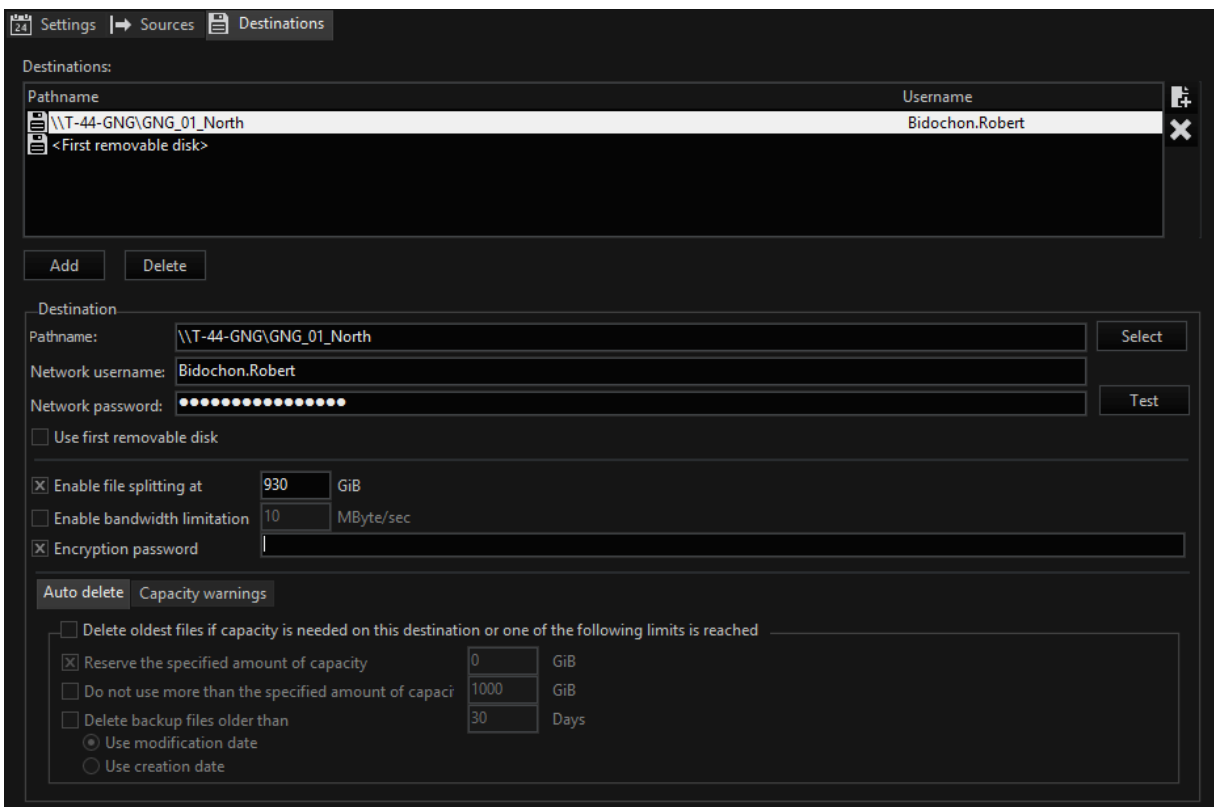 24 Settings Sources Destinations
Destinations:
Pathname Username
\\T-44-GNG\GNG_01_North Bidochon.Robert
<First removable disk>
Add Delete
Destination
Pathname: \\T-44-GNG\GNG_01_North Select
Network username: Bidochon.Robert
Network password: ●●●●●●●●●●●●●●●● Test
Use first removable disk
Enable file splitting at 930 GiB
Enable bandwidth limitation 10 MByte/sec
Encryption password
Auto delete Capacity warnings
Delete oldest files if capacity is needed on this destination or one of the following limits is reached
Reserve the specified amount of capacity 0 GiB
Do not use more than the specified amount of capaci 1000 GiB
Delete backup files older than 30 Days
Use modification date
Use creation date